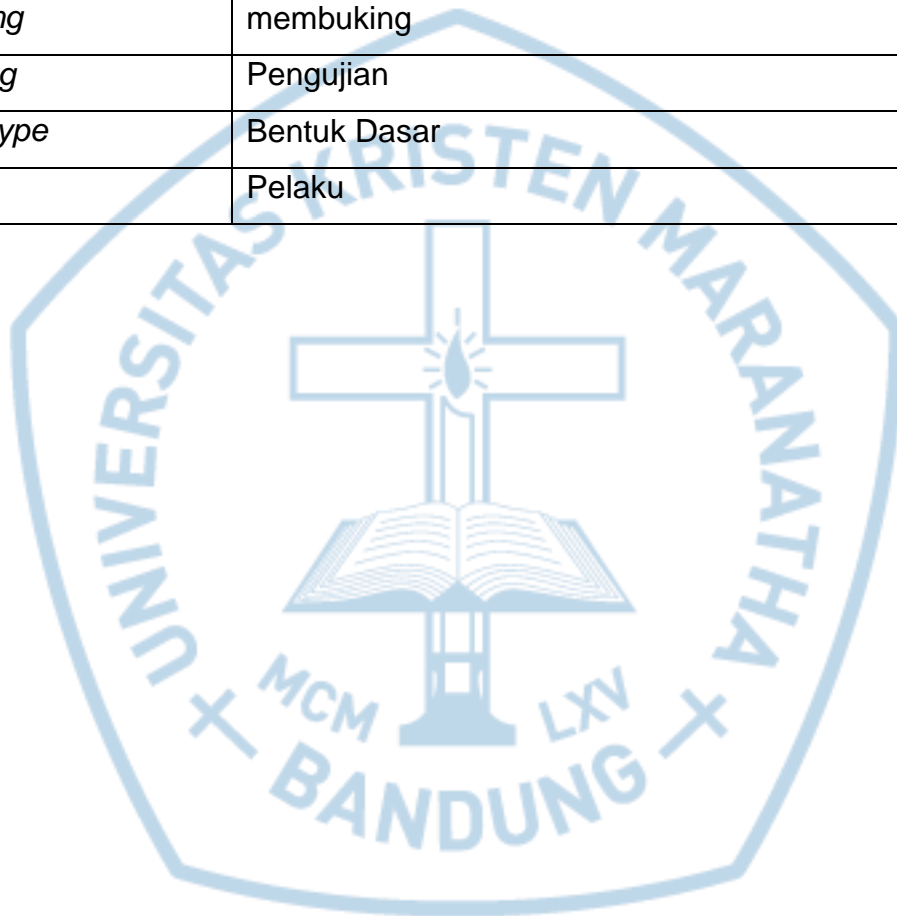 ng membuking
g Pengujian
ype Bentuk Dasar
Pelaku
UNIVERSITAS KRISTEN MARANATHA
MCM LXV
BANDUNG